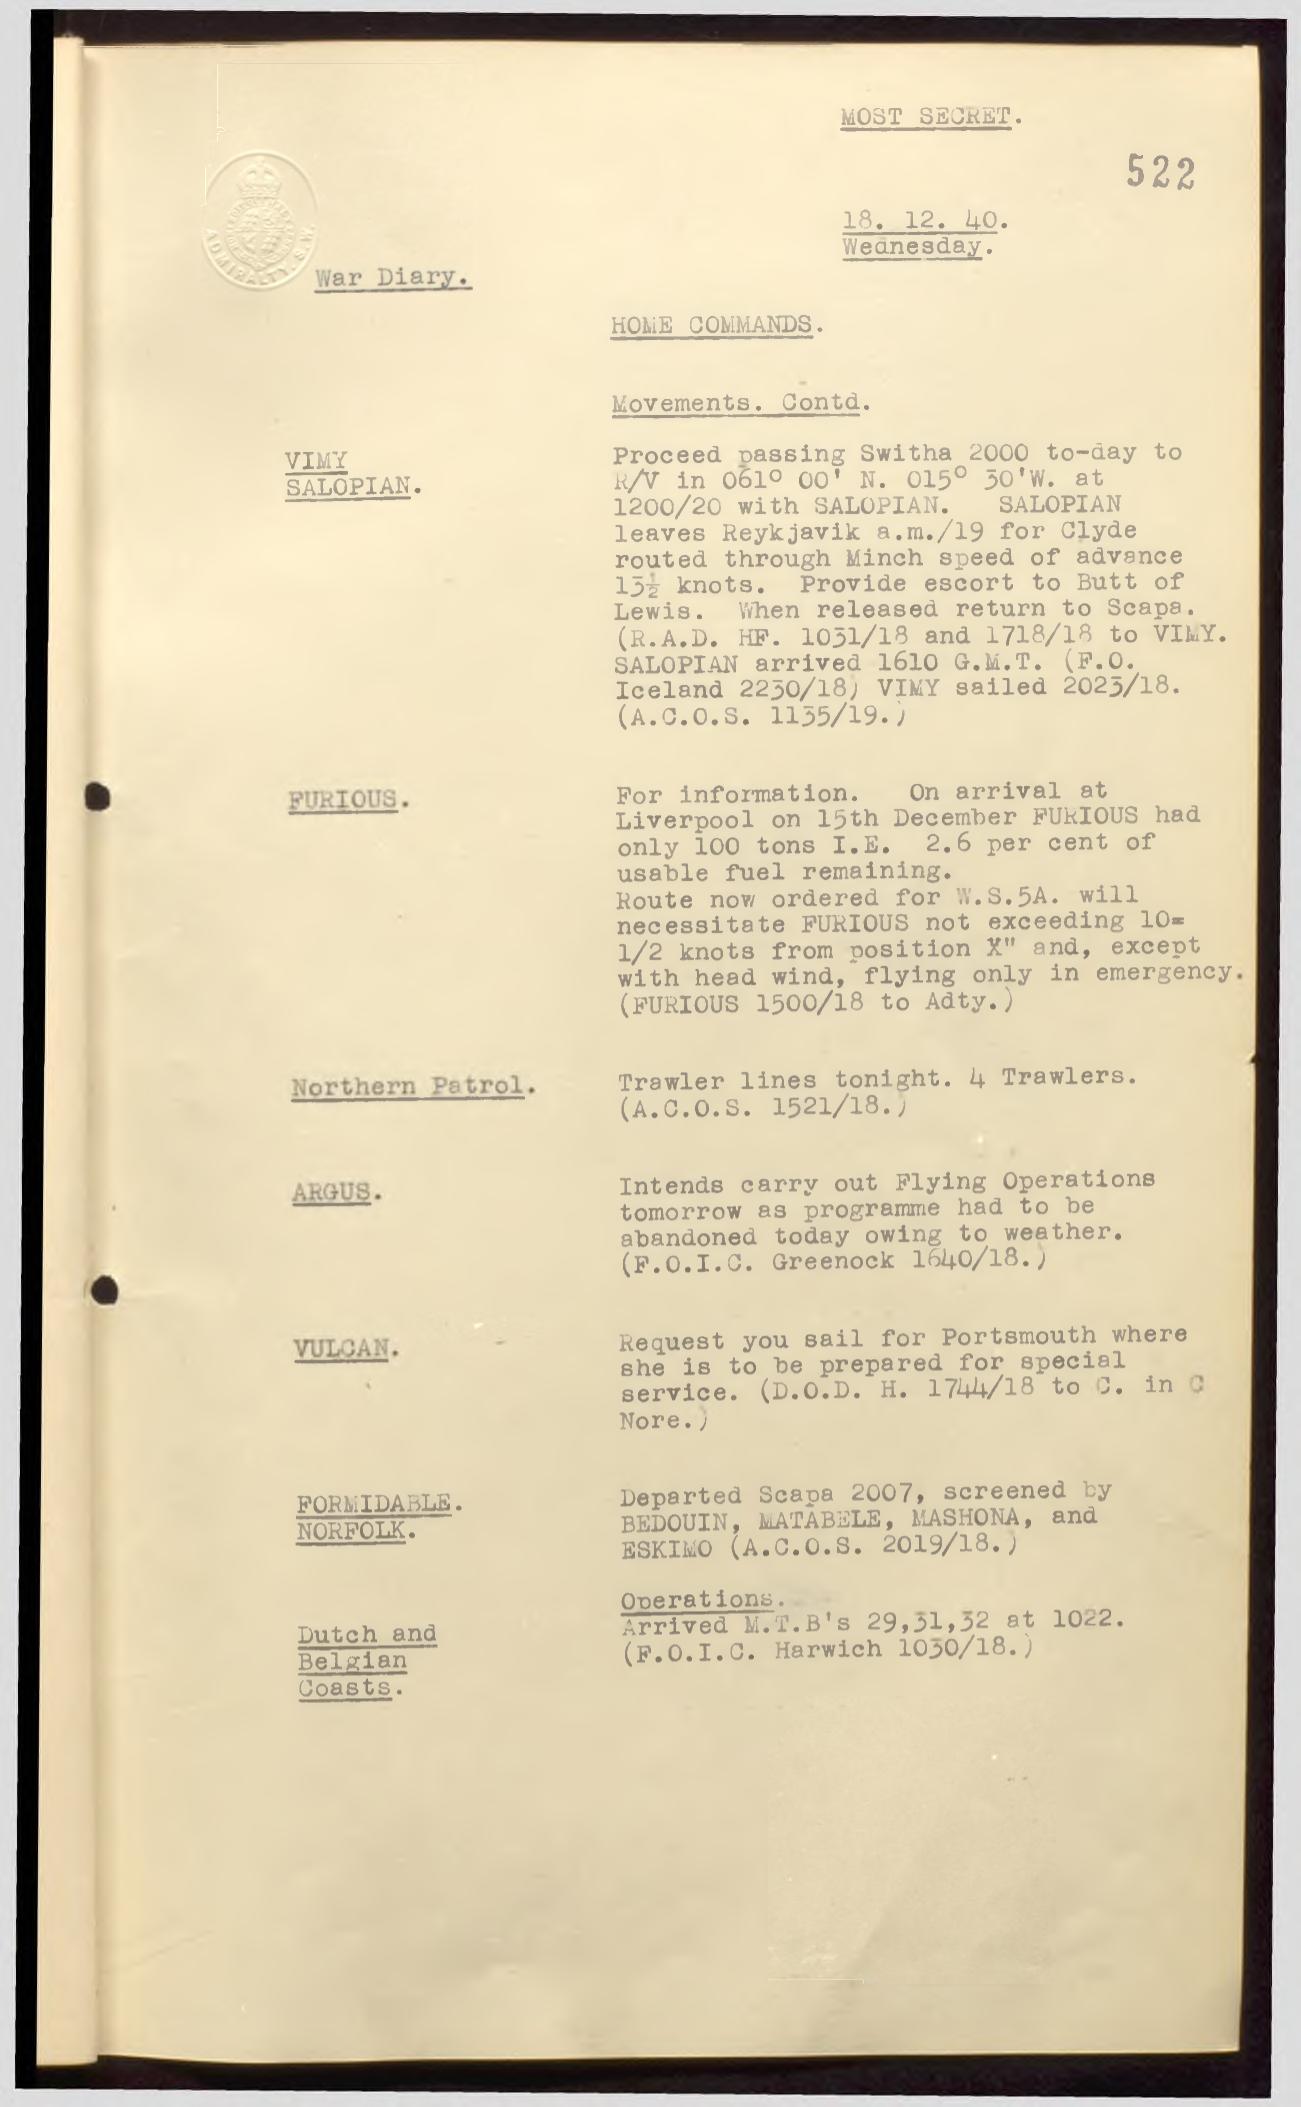 MOST SECRET.
522
18. 12. 40.
Wednesday.
ADMIRALTY. S.W.
War Diary.
HOME COMMANDS.
Movements. Contd.
VIMY
SALOPIAN.
Proceed passing Switha 2000 to-day to
R/V in 061° 00' N. 015° 30'W. at
1200/20 with SALOPIAN. SALOPIAN
leaves Reykjavik a.m./19 for Clyde
routed through Minch speed of advance
13½ knots. Provide escort to Butt of
Lewis. When released return to Scapa.
(R.A.D. HF. 1031/18 and 1718/18 to VIMY.
SALOPIAN arrived 1610 G.M.T. (F.O.
Iceland 2230/18) VIMY sailed 2023/18.
(A.C.O.S. 1135/19.)
FURIOUS.
For information. On arrival at
Liverpool on 15th December FURIOUS had
only 100 tons I.E. 2.6 per cent of
usable fuel remaining.
Route now ordered for W.S.5A. will
necessitate FURIOUS not exceeding 10=
1/2 knots from position X" and, except
with head wind, flying only in emergency.
(FURIOUS 1500/18 to Adty.)
Northern Patrol.
Trawler lines tonight. 4 Trawlers.
(A.C.O.S. 1521/18.)
ARGUS.
Intends carry out Flying Operations
tomorrow as programme had to be
abandoned today owing to weather.
(F.O.I.C. Greenock 1640/18.)
VULCAN.
Request you sail for Portsmouth where
she is to be prepared for special
service. (D.O.D. H. 1744/18 to C. in C
Nore.)
FORMIDABLE.
NORFOLK.
Departed Scapa 2007, screened by
BEDOUIN, MATABELE, MASHONA, and
ESKIMO (A.C.O.S. 2019/18.)
Operations.
Dutch and
Belgian
Coasts.
Arrived M.T.B's 29,31,32 at 1022.
(F.O.I.C. Harwich 1030/18.)